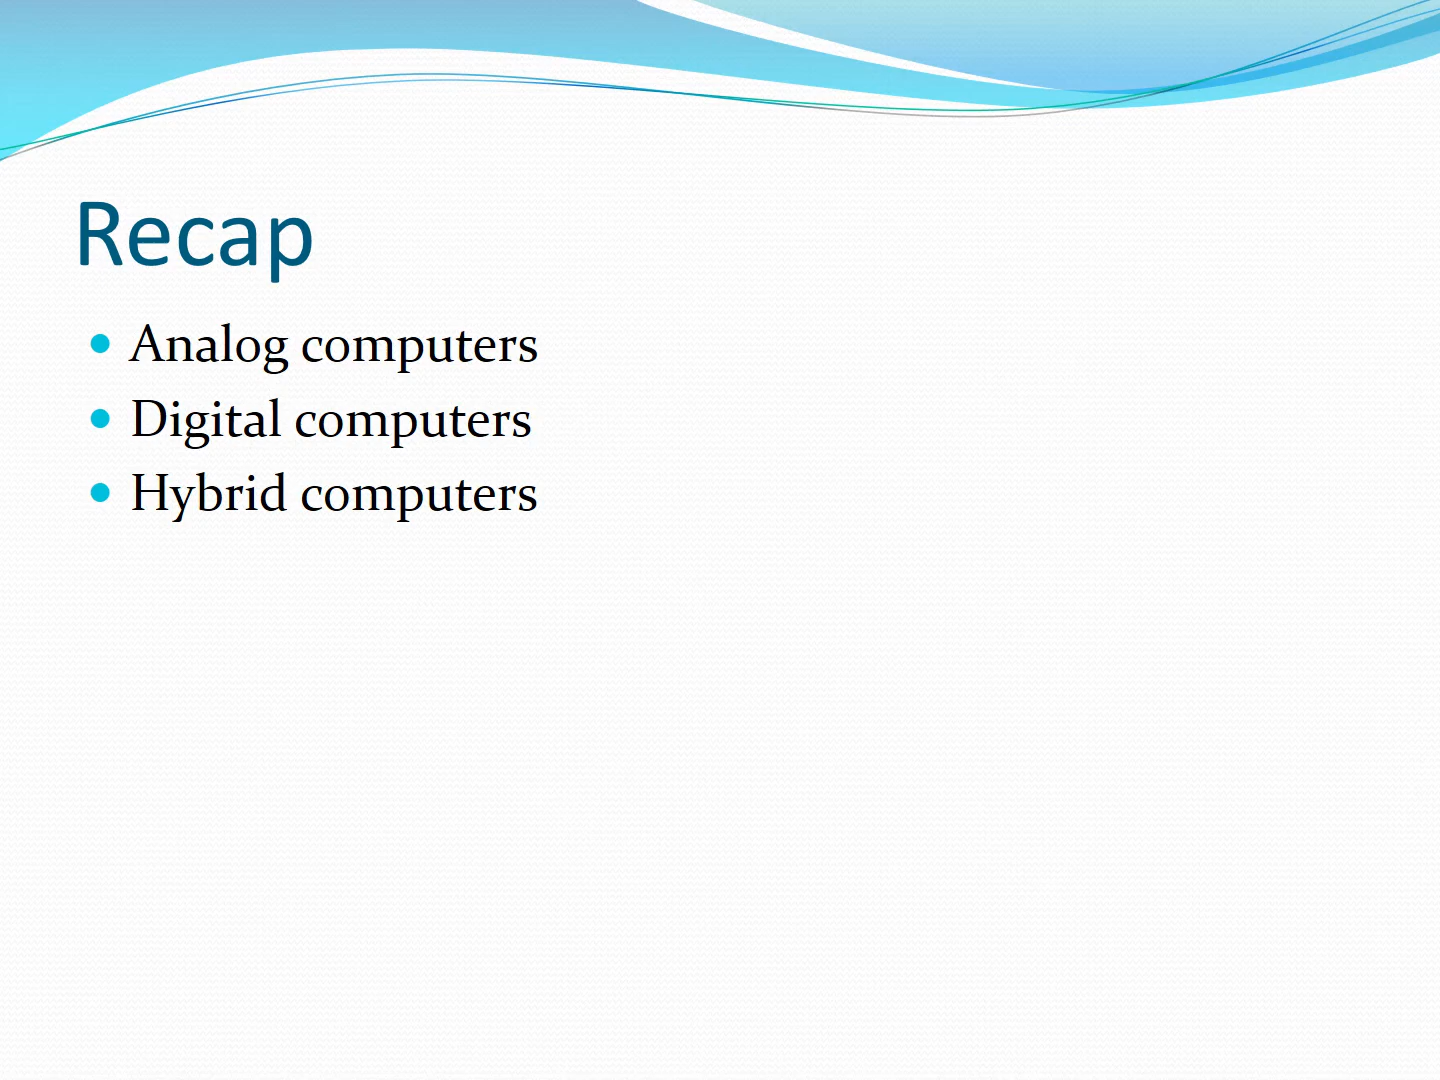 Recap
• Analog computers
• Digital computers
• Hybrid computers